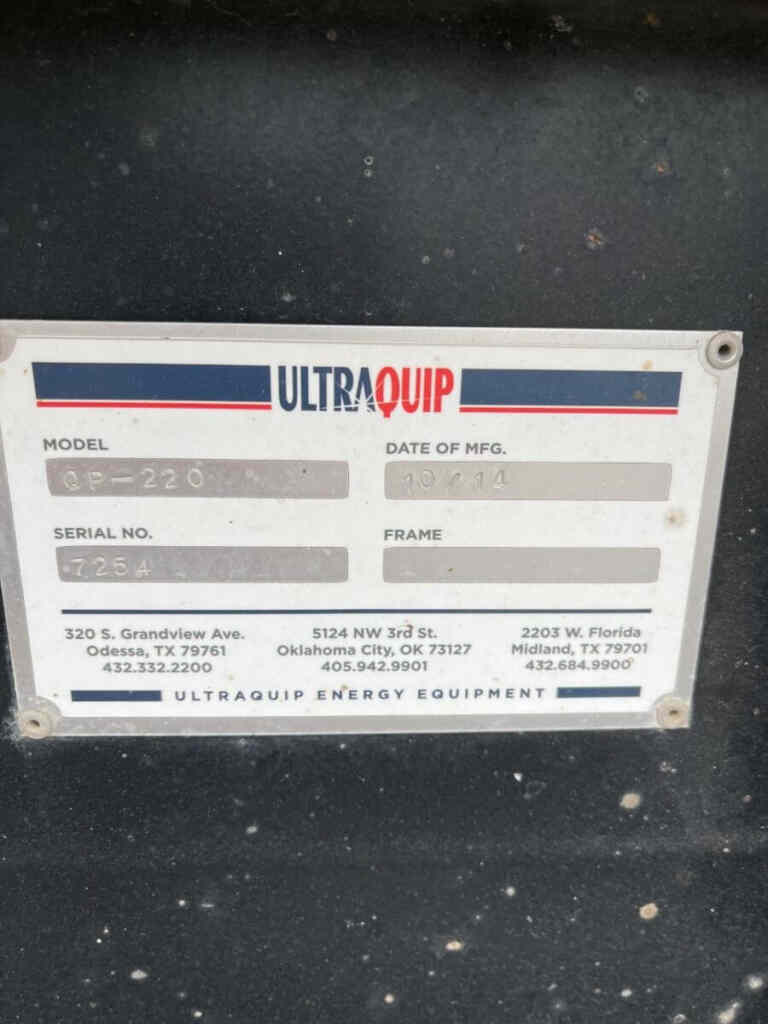 ULTRAQUIP
MODEL DATE OF MFG.
QP-220 10/14
SERIAL NO. FRAME
7254
320 S. Grandview Ave. 5124 NW 3rd St. 2203 W. Florida
Odessa, TX 79761 Oklahoma City, OK 73127 Midland, TX 79701
432.332.2200 405.942.9901 432.684.9900
ULTRAQUIP ENERGY EQUIPMENT